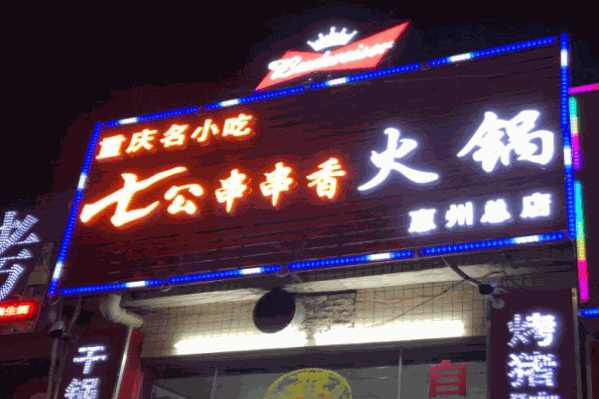 Budweiser
重庆名小吃
七公串串香火锅
惠州总店
干锅
烤猪
自